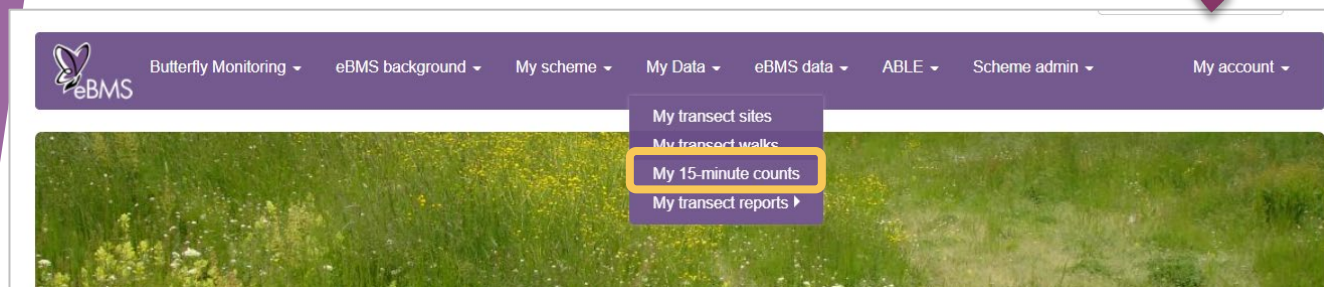 eBMS
Butterfly Monitoring eBMS background My scheme My Data eBMS data ABLE Scheme admin My account
My transect sites
My transect walks
My 15-minute counts
My transect reports